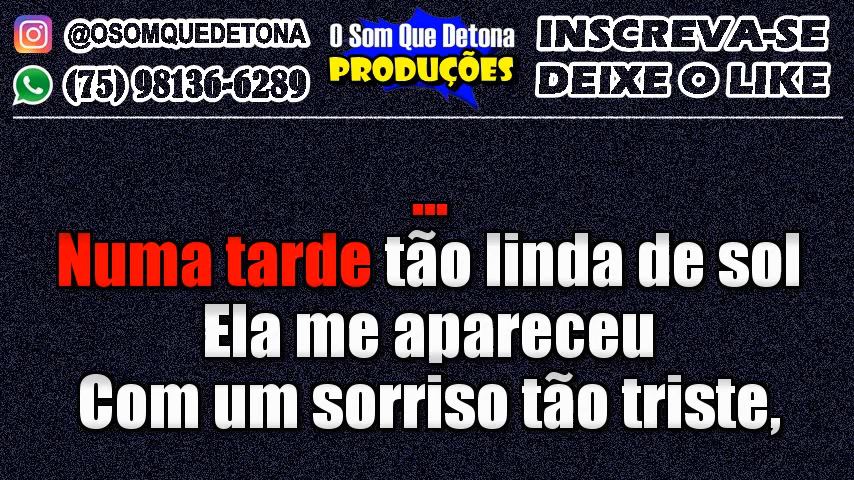 @OSOMQUEDETONA
(75) 98136-6289
O Som Que Detona
PRODUÇÕES
INSCREVA-SE
DEIXE O LIKE
...
Numa tarde tão linda de sol
Ela me apareceu
Com um sorriso tão triste,